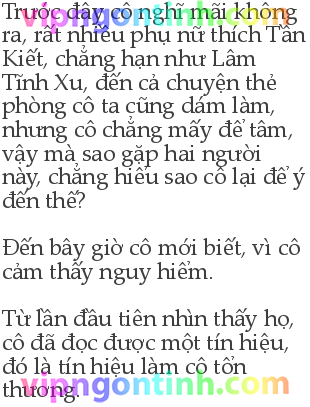 Trước đây cô nghĩ mãi không
ra, rất nhiều phụ nữ thích Tần
Kiết, chẳng hạn như Lâm
Tĩnh Xu, đến cả chuyện thẻ
phòng cô ta cũng dám làm,
nhưng cô chẳng mấy để tâm,
vậy mà sao gặp hai người
này, chẳng hiểu sao cô lại để ý
đến thế?

Đến bây giờ cô mới biết, vì cô
cảm thấy nguy hiểm.

Từ lần đầu tiên nhìn thấy họ,
cô đã đọc được một tín hiệu,
đó là tín hiệu làm cô tổn
thương.
vipngontinh.com
vipngontinh.com